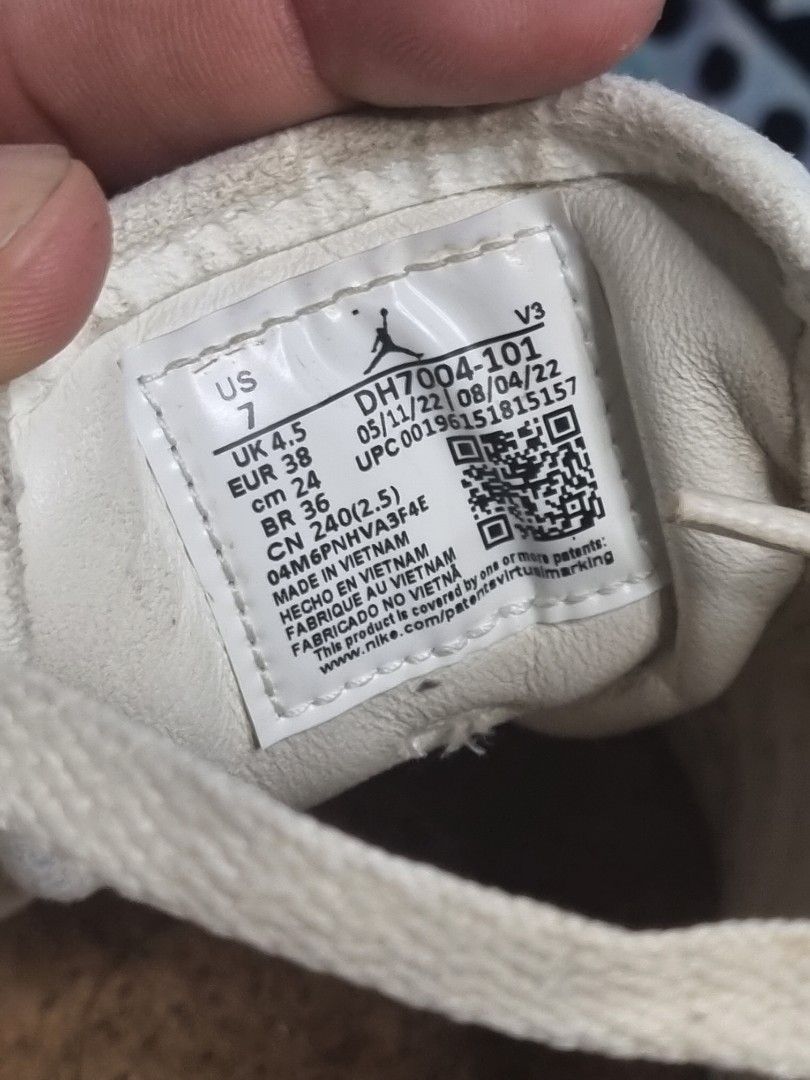 US
7
V3
DH7004-101
05/11/22 | 08/04/22
UPC 00196151815157
UK 4.5
EUR 38
cm 24
BR 36
CN 240(2.5)
04M6PNHVA3F4E
MADE IN VIETNAM
HECHO EN VIETNAM
FABRIQUE AU VIETNAM
FABRICADO NO VIETNÃ
This product is covered by one or more patents:
www.nike.com/patentsvirtualmarking